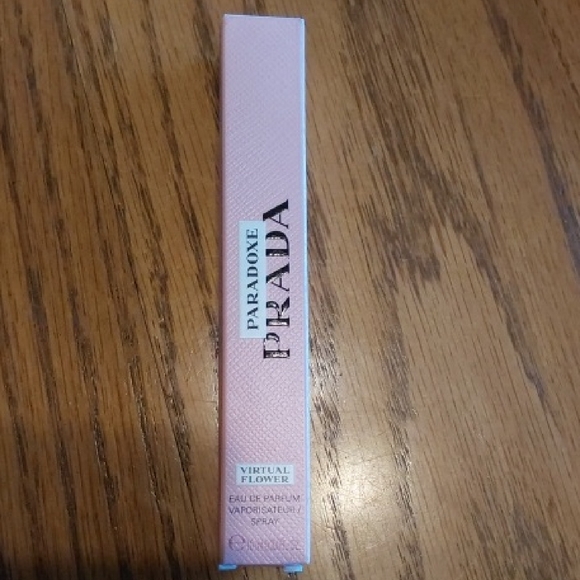 PARADOXE
PRADA
VIRTUAL
FLOWER
EAU DE PARFUM
VAPORISATEUR/
SPRAY